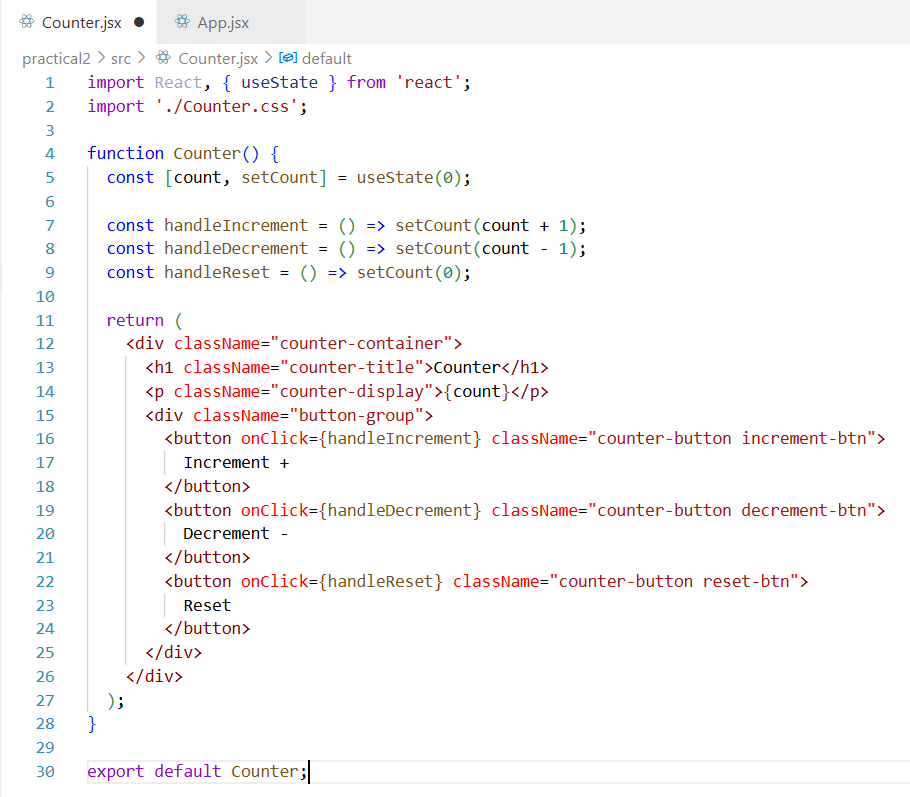 Counter.jsx ● App.jsx
practical2 > src > Counter.jsx > default
1 import React, { useState } from 'react';
2 import './Counter.css';
3
4 function Counter() {
5   const [count, setCount] = useState(0);
6
7   const handleIncrement = () => setCount(count + 1);
8   const handleDecrement = () => setCount(count - 1);
9   const handleReset = () => setCount(0);
10
11   return (
12     <div className="counter-container">
13       <h1 className="counter-title">Counter</h1>
14       <p className="counter-display">{count}</p>
15       <div className="button-group">
16         <button onClick={handleIncrement} className="counter-button increment-btn">
17           Increment +
18         </button>
19         <button onClick={handleDecrement} className="counter-button decrement-btn">
20           Decrement -
21         </button>
22         <button onClick={handleReset} className="counter-button reset-btn">
23           Reset
24         </button>
25       </div>
26     </div>
27   );
28 }
29
30 export default Counter;